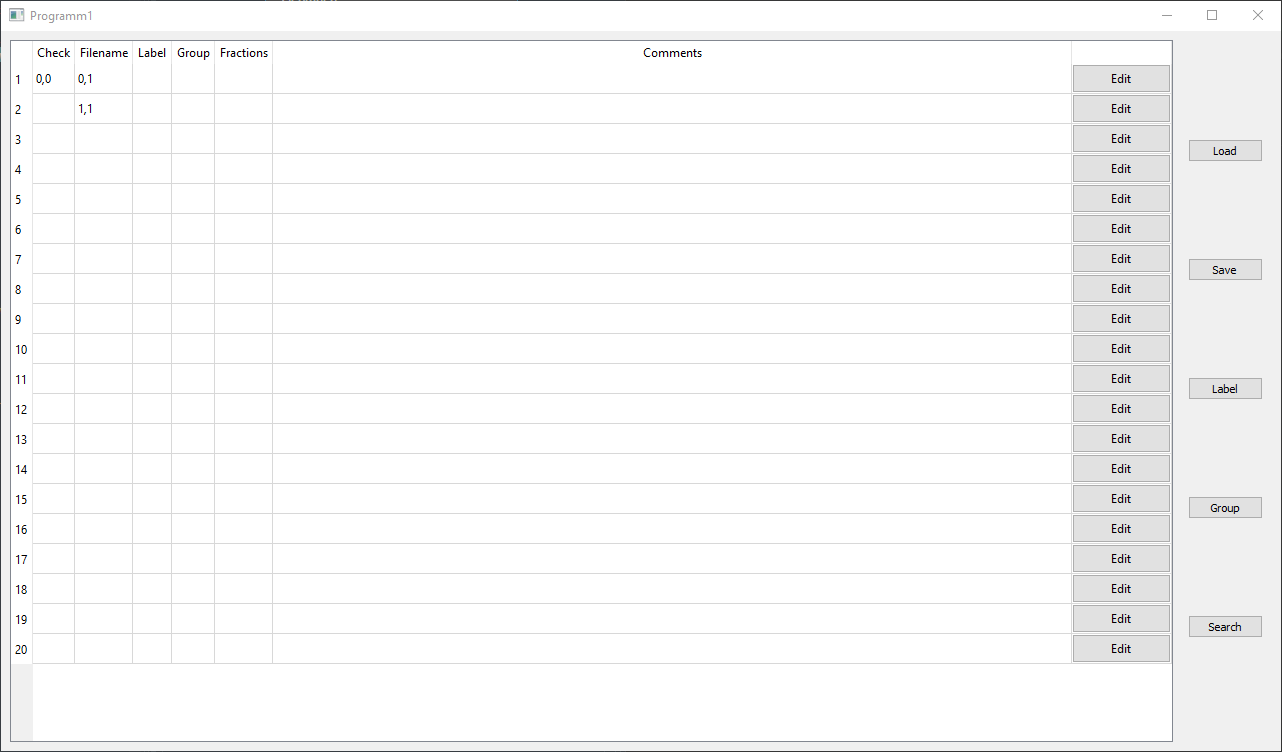 Programm1
Check Filename Label Group Fractions Comments
1 0,0 0,1 Edit
2 1,1 Edit
3 Edit
4 Edit
Load
5 Edit
6 Edit
7 Edit
8 Edit
Save
9 Edit
10 Edit
11 Edit
12 Edit
Label
13 Edit
14 Edit
15 Edit
16 Edit
Group
17 Edit
18 Edit
19 Edit
Search
20 Edit